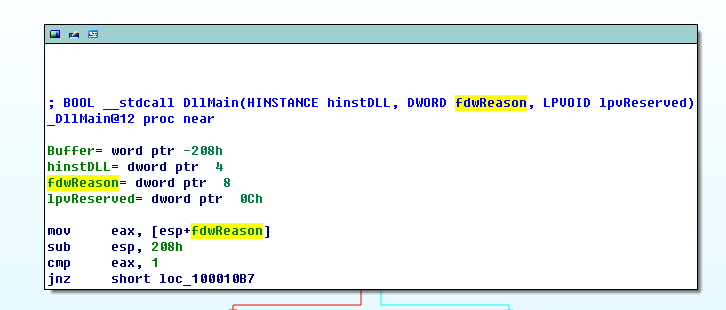 ; BOOL __stdcall DllMain(HINSTANCE hinstDLL, DWORD fdwReason, LPVOID lpvReserved)
_DllMain@12 proc near
Buffer= word ptr -208h
hinstDLL= dword ptr  4
fdwReason= dword ptr  8
lpvReserved= dword ptr  0Ch
mov     eax, [esp+fdwReason]
sub     esp, 208h
cmp     eax, 1
jnz     short loc_100010B7